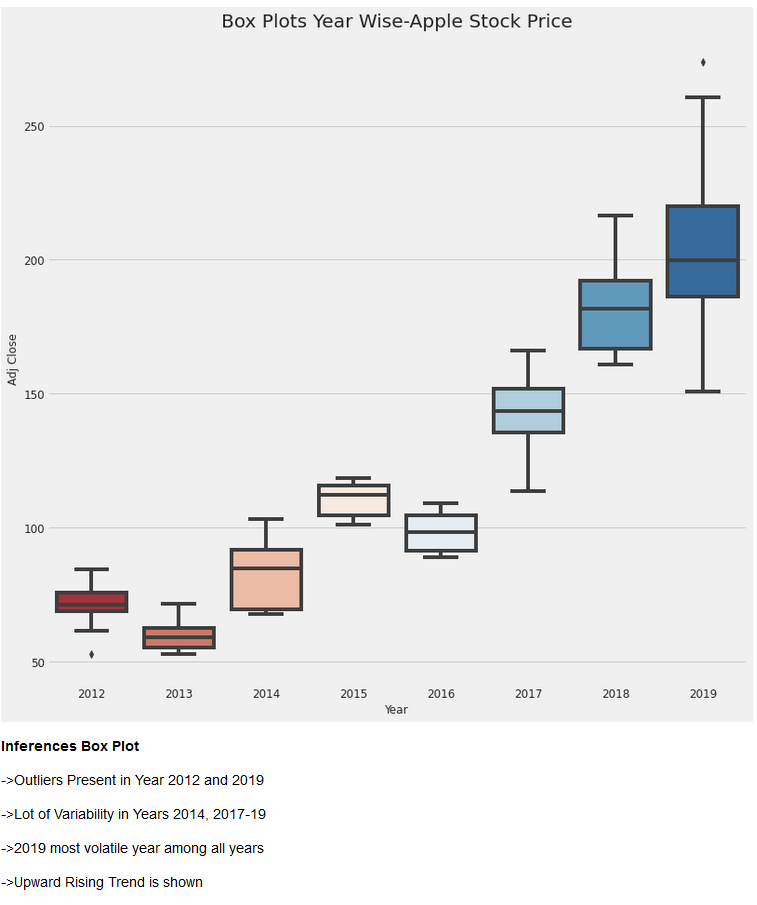 Box Plots Year Wise-Apple Stock Price
250
200
150
100
50
Adj Close
2012 2013 2014 2015 2016 2017 2018 2019
Year
Inferences Box Plot
->Outliers Present in Year 2012 and 2019
->Lot of Variability in Years 2014, 2017-19
->2019 most volatile year among all years
->Upward Rising Trend is shown